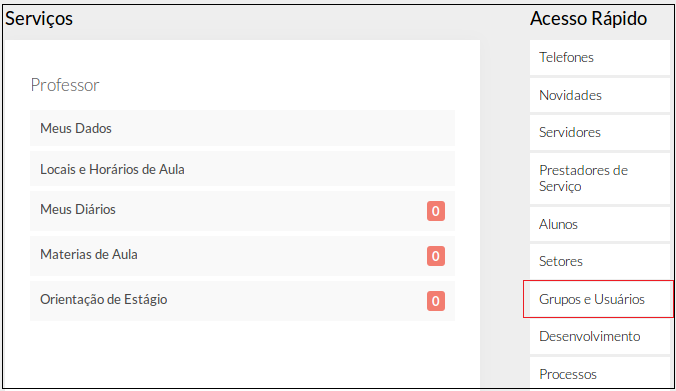 Serviços
Professor
Meus Dados
Locais e Horários de Aula
Meus Diários 0
Materias de Aula 0
Orientação de Estágio 0
Acesso Rápido
Telefones
Novidades
Servidores
Prestadores de
Serviço
Alunos
Setores
Grupos e Usuários
Desenvolvimento
Processos